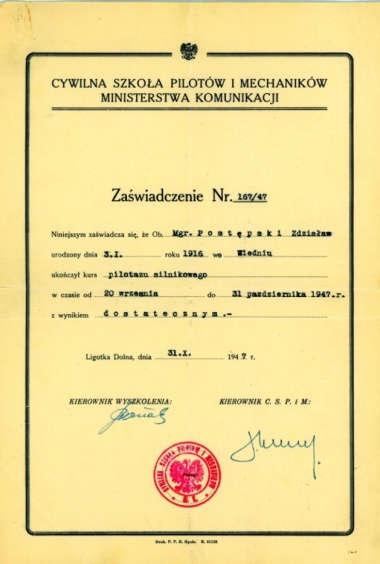 CYWILNA SZKOŁA PILOTÓW I MECHANIKÓW
MINISTERSTWA KOMUNIKACJI
Zaświadczenie Nr. 167/47
Niniejszym zaświadcza się, że Ob. Mgr. Postępski Zdzisław
urodzony dnia 3.I. roku 1916 we Wiedniu
ukończył kurs pilotażu silnikowego
w czasie od 20 września do 31 października 1947.r.
z wynikiem dostatecznym.-
Ligotka Dolna, dnia 31.X. 1947 r.
KIEROWNIK WYSZKOLENIA: KIEROWNIK C. S. P. i M: